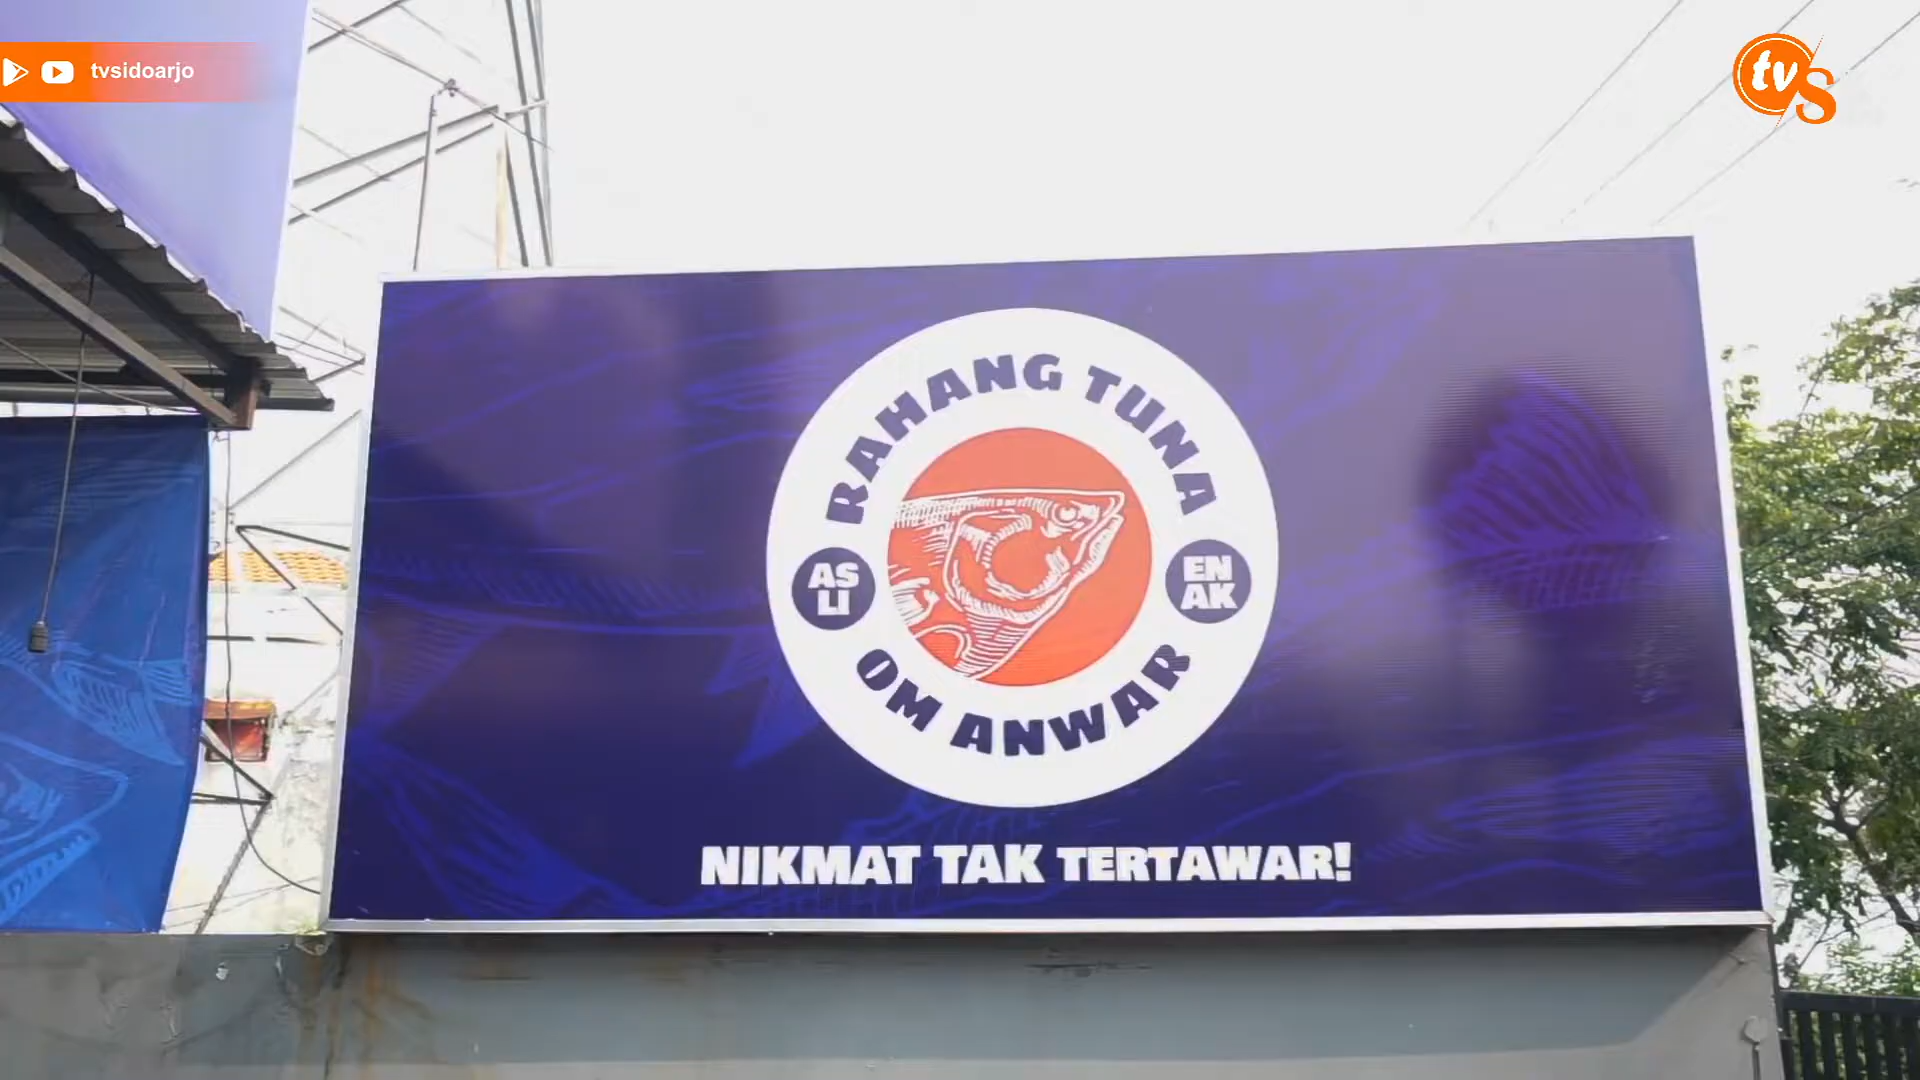 tvsidoarjo
tvS
RAHANG TUNA
ASLI
ENAK
OM ANWAR
NIKMAT TAK TERTAWAR!